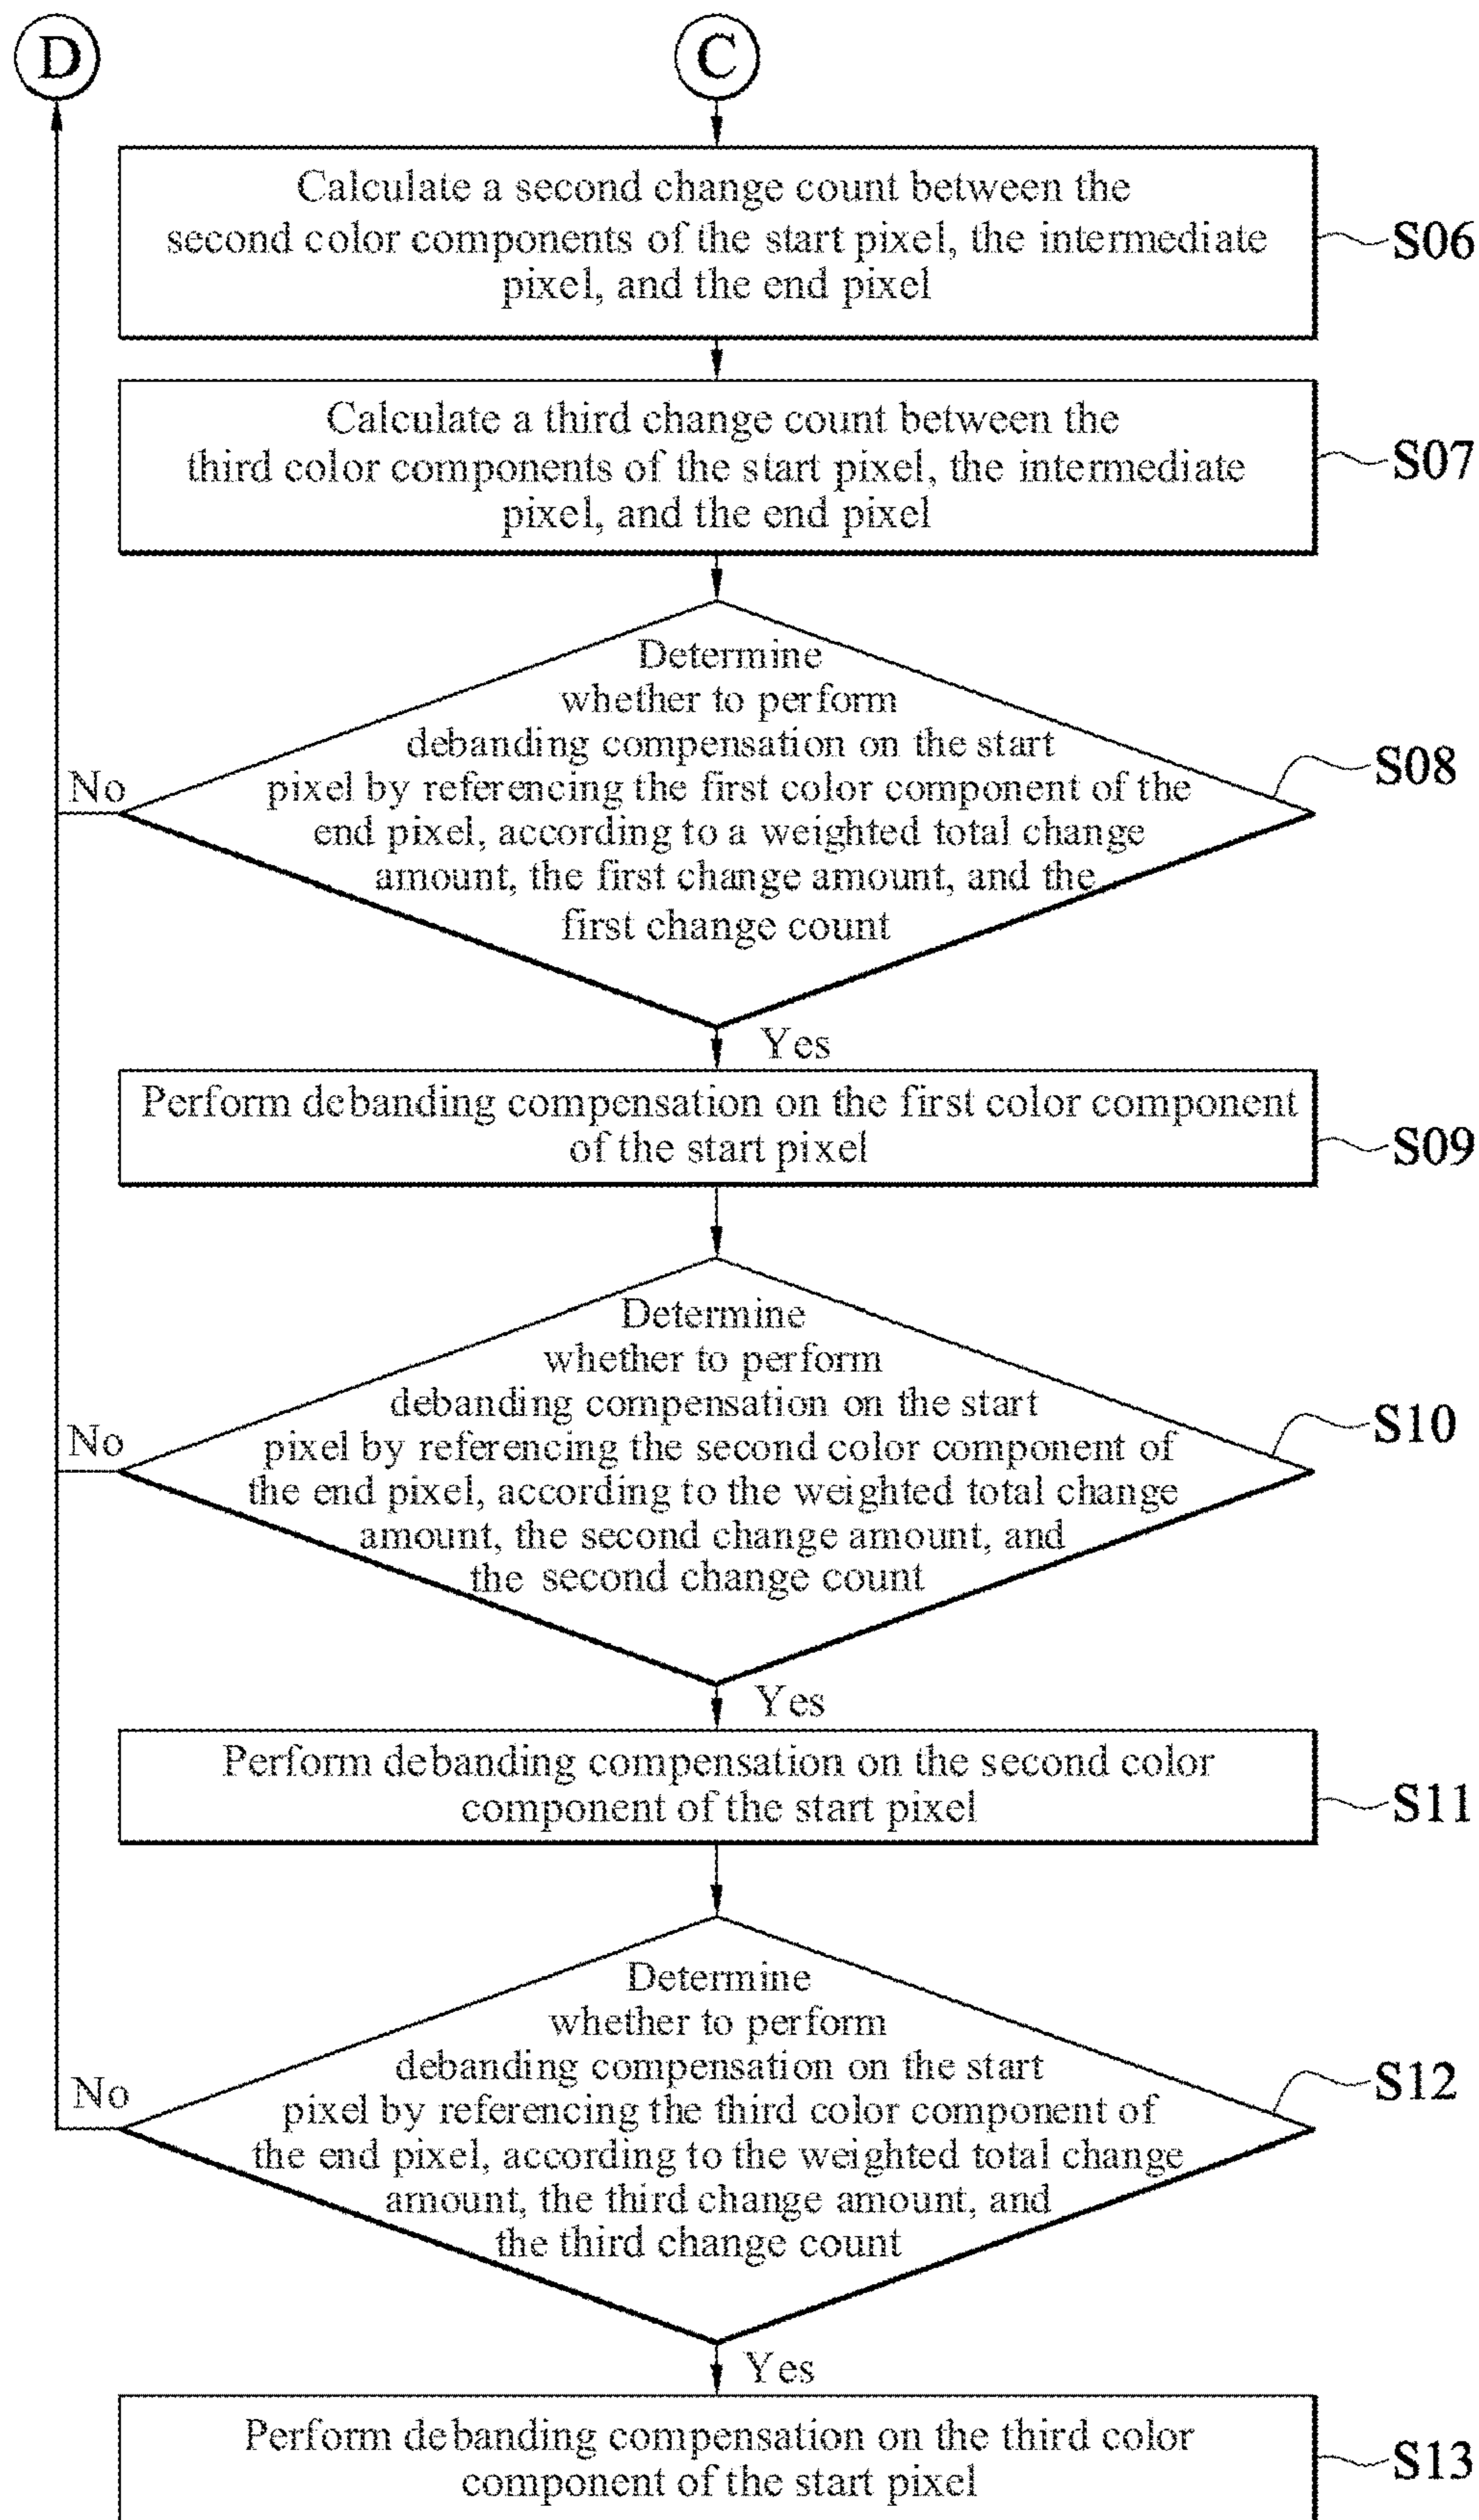 D
C
Calculate a second change count between the
second color components of the start pixel, the intermediate
pixel, and the end pixel
S06
Calculate a third change count between the
third color components of the start pixel, the intermediate
pixel, and the end pixel
S07
Determine
whether to perform
debanding compensation on the start
pixel by referencing the first color component of the
end pixel, according to a weighted total change
amount, the first change amount, and the
first change count
S08
No
Yes
Perform debanding compensation on the first color component
of the start pixel
S09
Determine
whether to perform
debanding compensation on the start
pixel by referencing the second color component of
the end pixel, according to the weighted total change
amount, the second change amount, and
the second change count
S10
No
Yes
Perform debanding compensation on the second color
component of the start pixel
S11
Determine
whether to perform
debanding compensation on the start
pixel by referencing the third color component of
the end pixel, according to the weighted total change
amount, the third change amount, and
the third change count
S12
No
Yes
Perform debanding compensation on the third color
component of the start pixel
S13